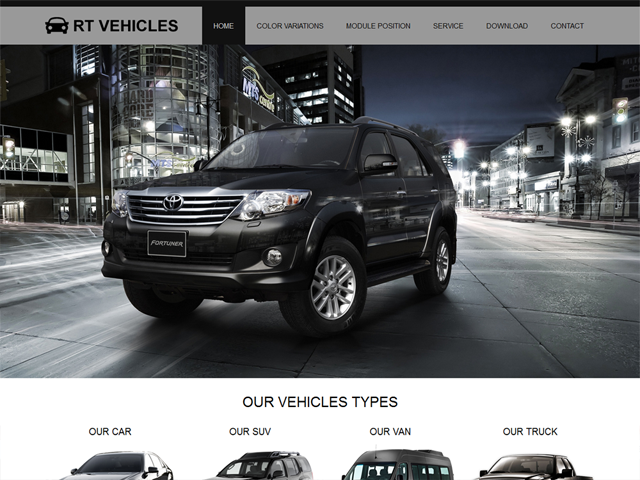 RT VEHICLES
HOME COLOR VARIATIONS MODULE POSITION SERVICE DOWNLOAD CONTACT
FORTUNER
OUR VEHICLES TYPES
OUR CAR OUR SUV OUR VAN OUR TRUCK